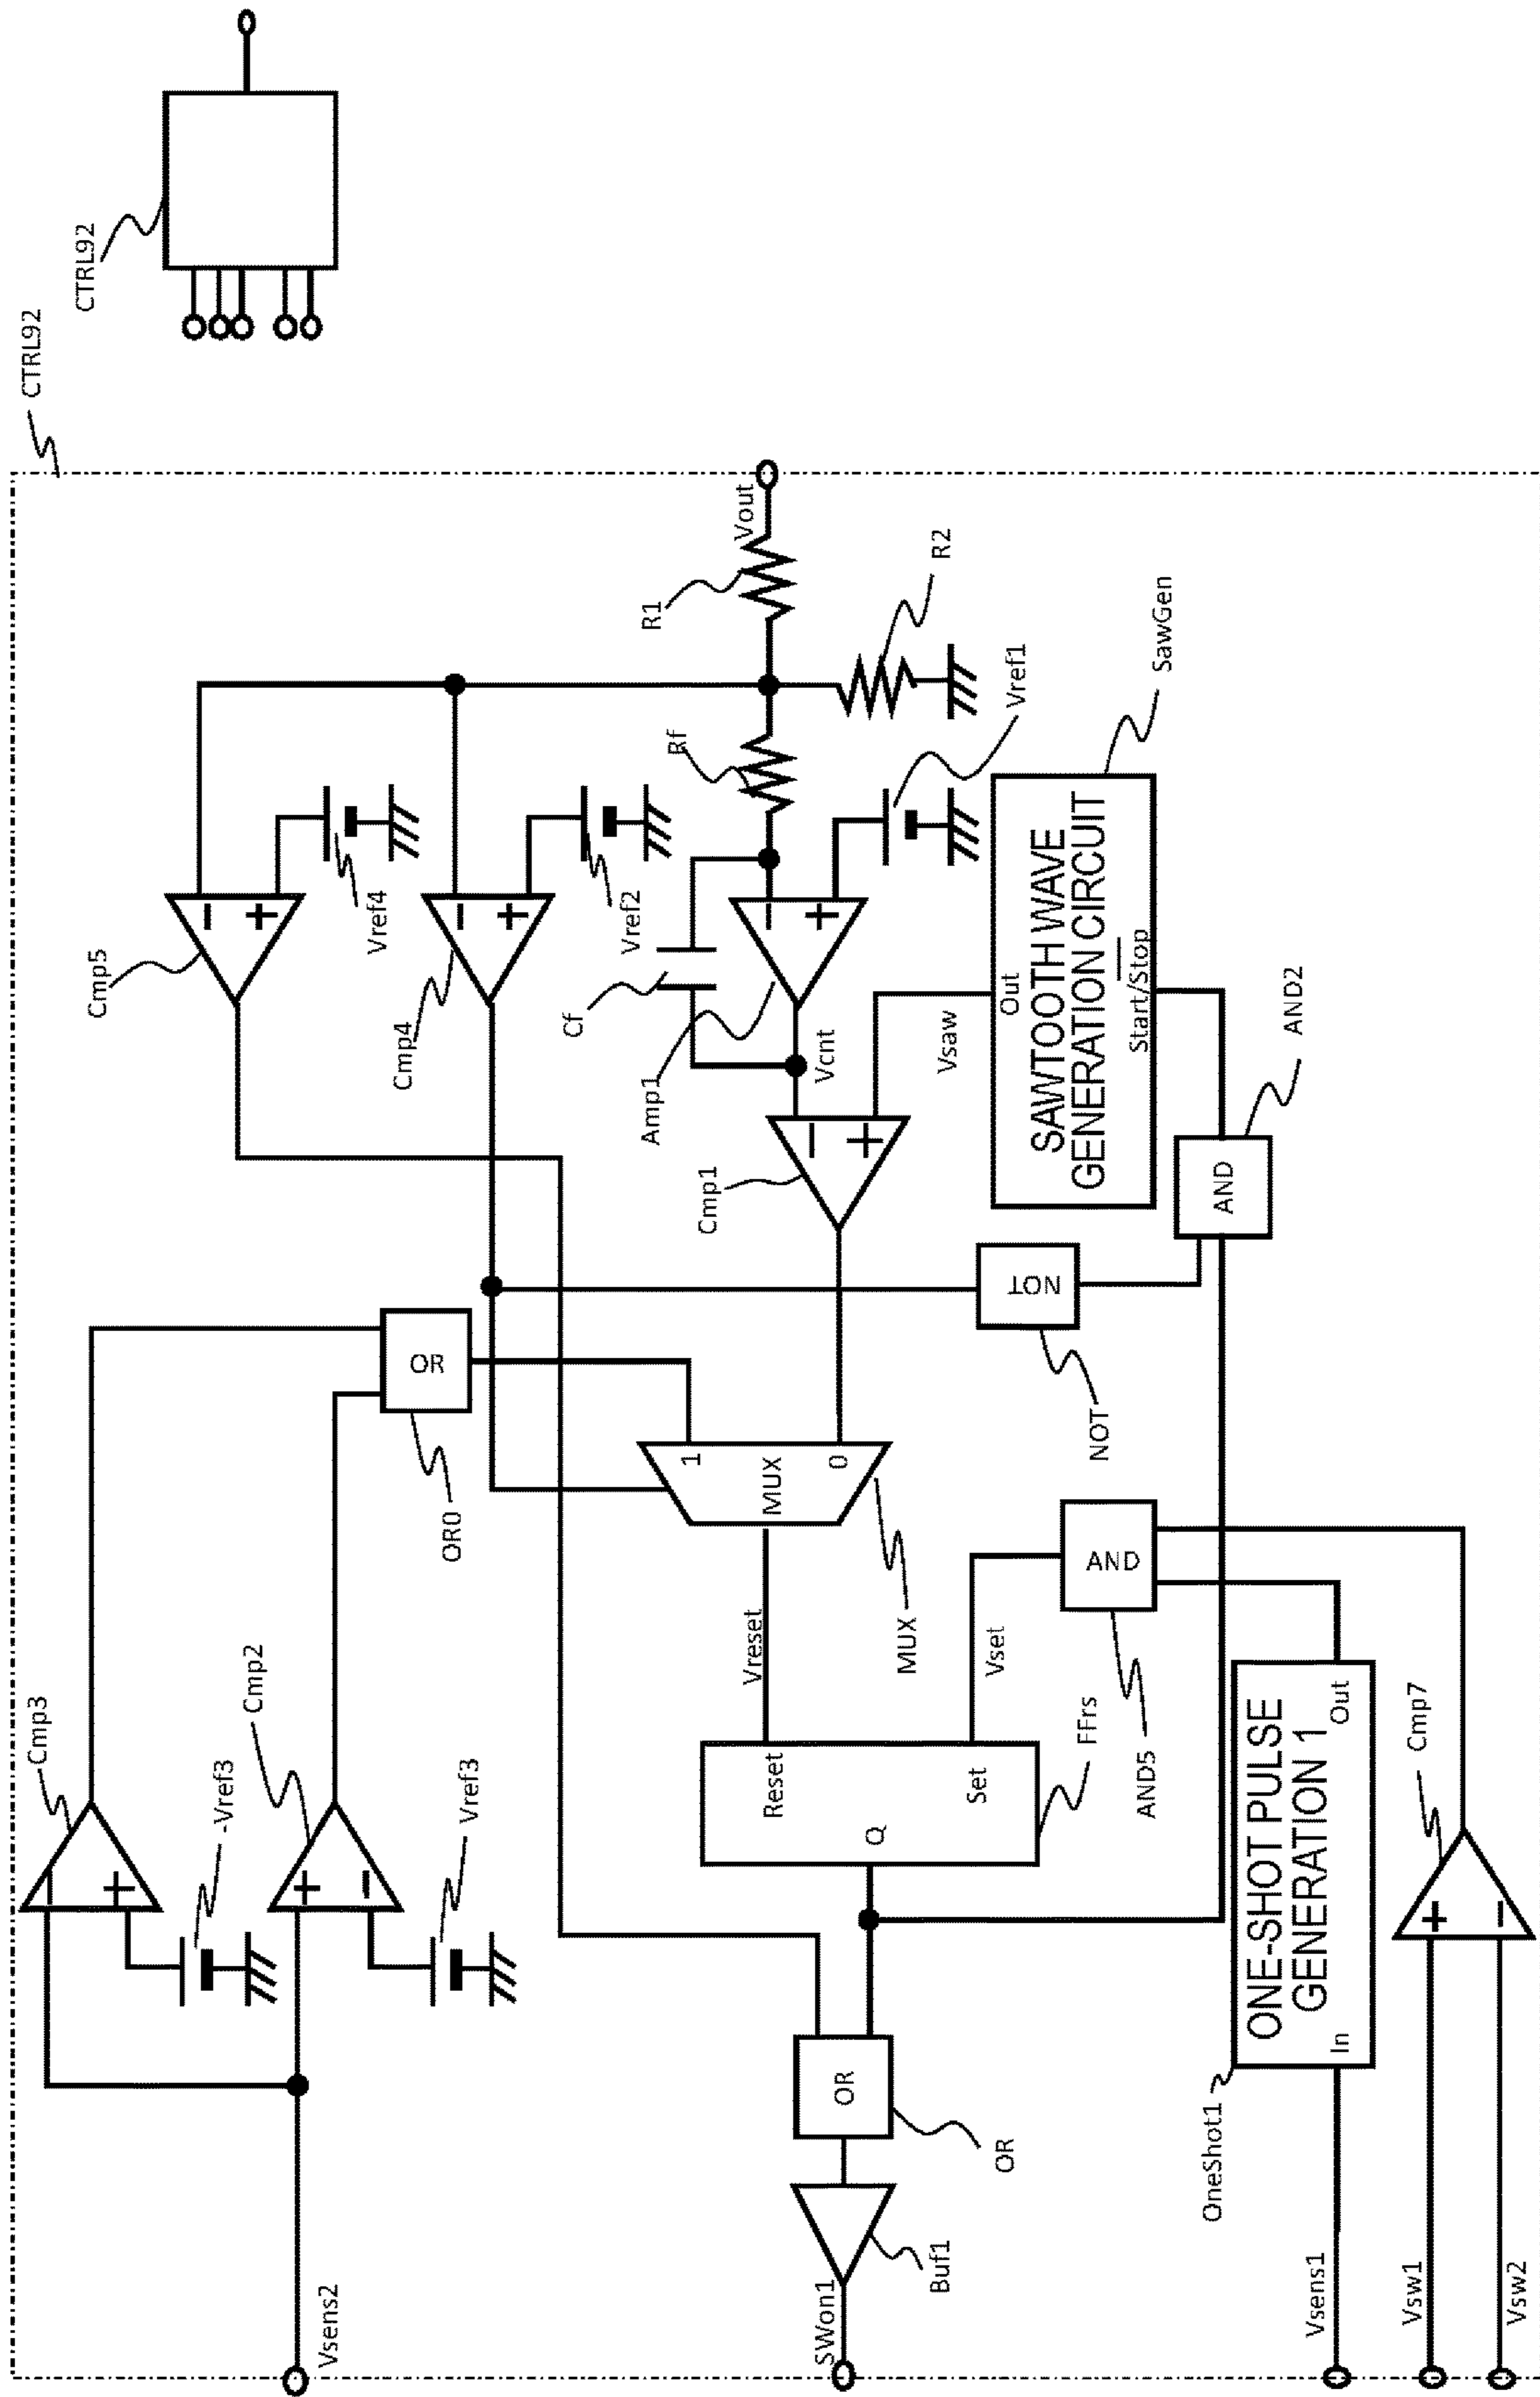 CTRL92
CTRL92
Cmp5
Vref4
Cmp4
Vref2
Cf
Rf
R1
Vout
R2
Amp1
Vcnt
Vref1
Cmp1
Vsaw
SawGen
Out
SAWTOOTH WAVE
GENERATION CIRCUIT
Start/Stop
AND2
AND
NOT
NOT
OR
OR0
1
MUX
0
MUX
Vreset
Vset
AND
AND5
Cmp3
-Vref3
Cmp2
Vref3
Reset
Q
Set
FFrs
ONE-SHOT PULSE
GENERATION 1
In
Out
OneShot1
Cmp7
OR
OR
Buf1
Vsens2
SWon1
Vsens1
Vsw1
Vsw2
+
−
+
−
+
−
+
−
+
−
+
−
+
−